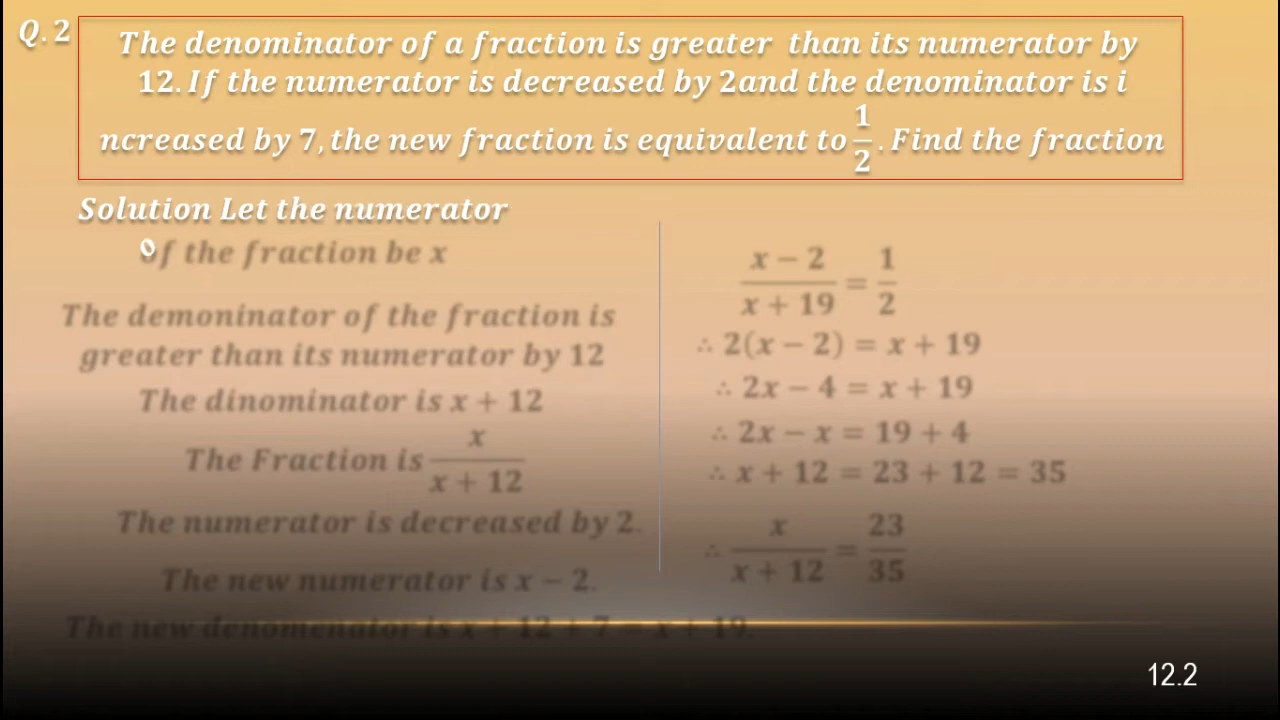 Q. 2
The denominator of a fraction is greater than its numerator by
12. If the numerator is decreased by 2and the denominator is i
ncreased by 7, the new fraction is equivalent to 1/2 . Find the fraction
Solution Let the numerator
of the fraction be x
The demoninator of the fraction is
greater than its numerator by 12
The dinominator is x + 12
The Fraction is x/(x + 12)
The numerator is decreased by 2.
The new numerator is x − 2.
The new denomenator is x + 12 + 7 = x + 19.
(x − 2)/(x + 19) = 1/2
∴ 2(x − 2) = x + 19
∴ 2x − 4 = x + 19
∴ 2x − x = 19 + 4
∴ x + 12 = 23 + 12 = 35
∴ x/(x + 12) = 23/35
12.2